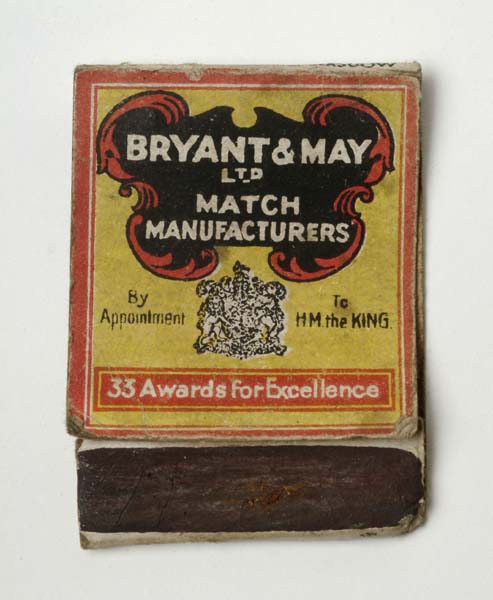 BRYANT & MAY
LTD
MATCH
MANUFACTURERS
By
Appointment
To
H.M. the KING.
33 Awards for Excellence